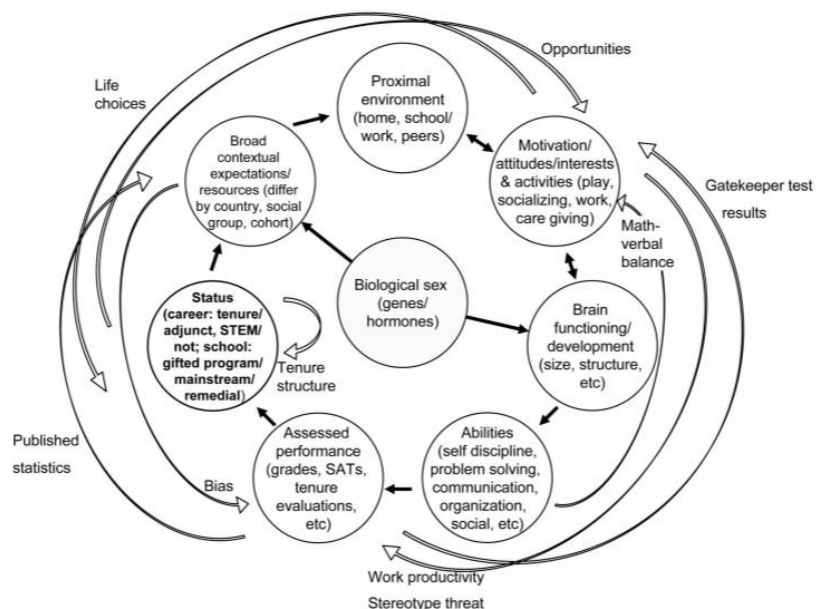 Opportunities
Life
choices
Proximal
environment
(home, school/
work, peers)
Broad
contextual
expectations/
resources (differ
by country, social
group, cohort)
Motivation/
attitudes/interests
& activities (play,
socializing, work,
care giving)
Gatekeeper test
results
Math-
verbal
balance
Biological sex
(genes/
hormones)
Status
(career: tenure/
adjunct, STEM/
not; school:
gifted program/
mainstream/
remedial)
Tenure
structure
Brain
functioning/
development
(size, structure,
etc)
Published
statistics
Bias
Assessed
performance
(grades, SATs,
tenure
evaluations,
etc)
Abilities
(self discipline,
problem solving,
communication,
organization,
social, etc)
Work productivity
Stereotype threat